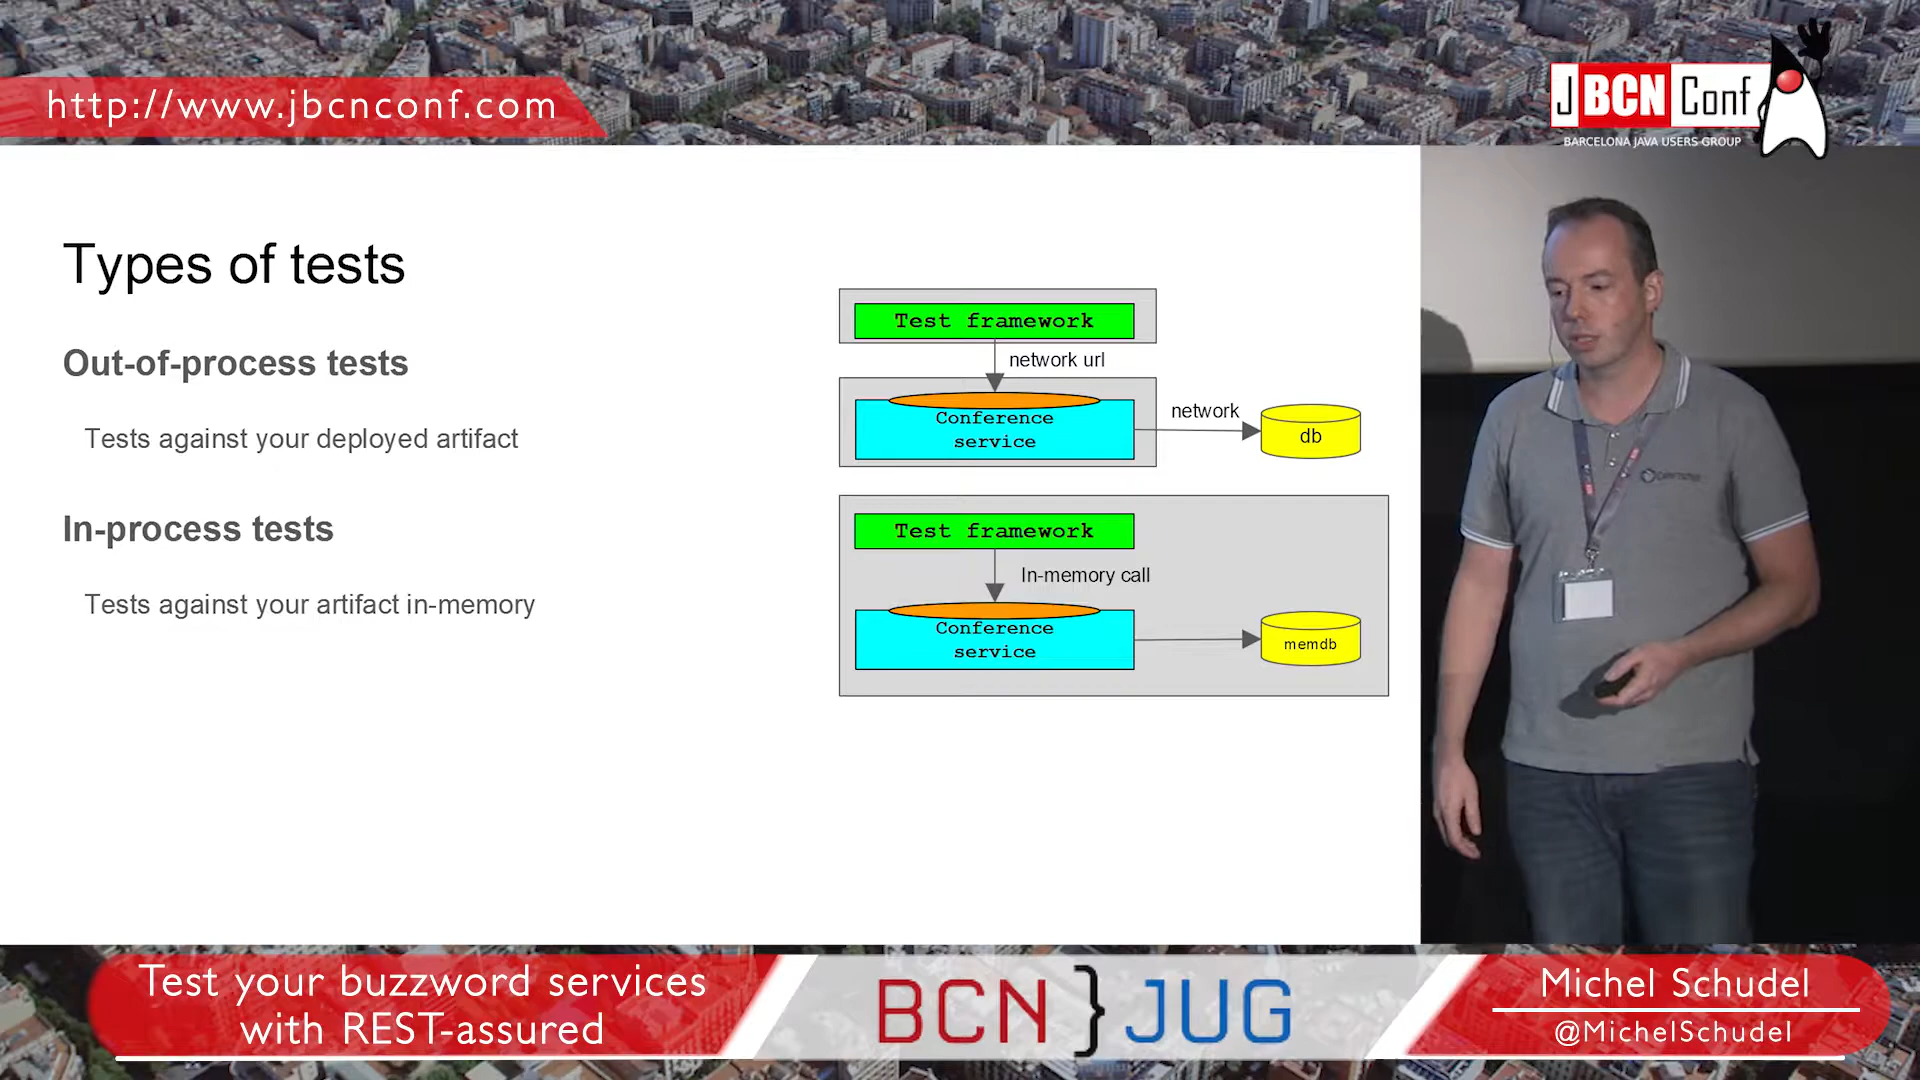 http://www.jbcnconf.com
JBCNConf
BARCELONA JAVA USERS GROUP
Types of tests
Out-of-process tests
Tests against your deployed artifact
In-process tests
Tests against your artifact in-memory
Test framework
network url
Conference
service
network
db
Test framework
In-memory call
Conference
service
memdb
Test your buzzword services
with REST-assured
BCN}JUG
Michel Schudel
@MichelSchudel